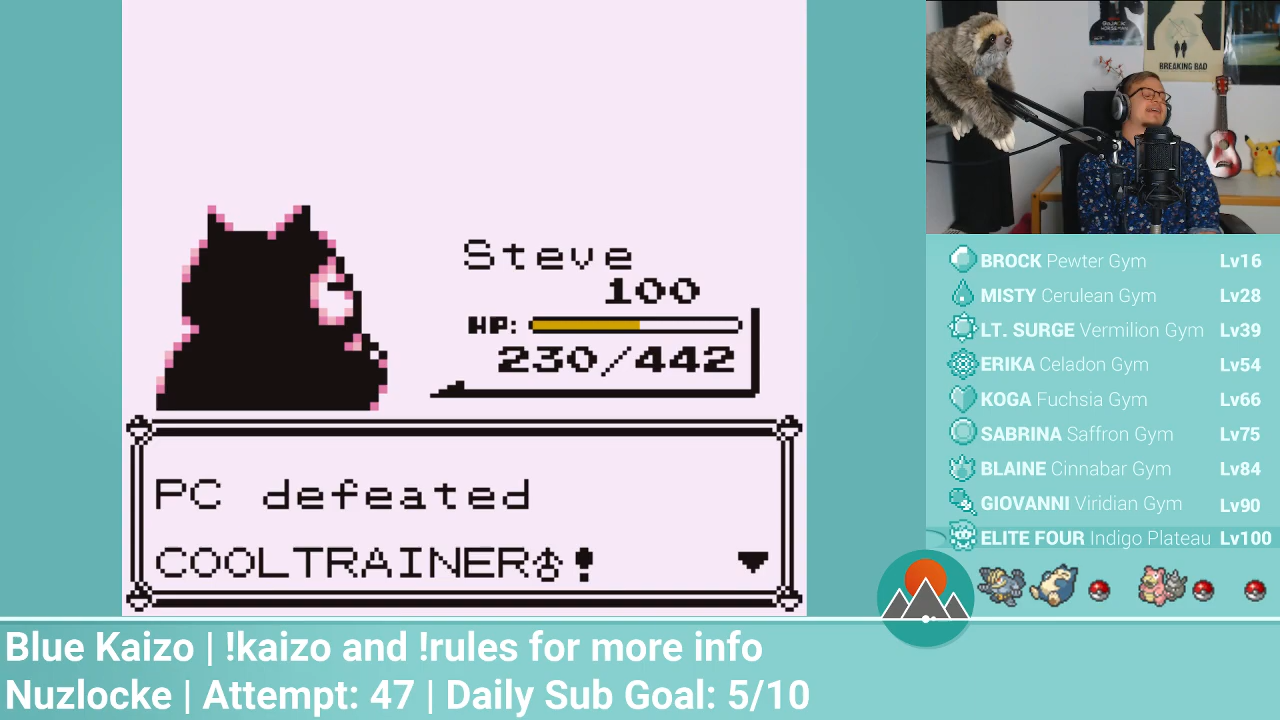 Steve
100
HP:
230/442
PC defeated
COOLTRAINER♂!
BREAKING BAD
BROCK Pewter Gym Lv16
MISTY Cerulean Gym Lv28
LT. SURGE Vermilion Gym Lv39
ERIKA Celadon Gym Lv54
KOGA Fuchsia Gym Lv66
SABRINA Saffron Gym Lv75
BLAINE Cinnabar Gym Lv84
GIOVANNI Viridian Gym Lv90
ELITE FOUR Indigo Plateau Lv100
Blue Kaizo | !kaizo and !rules for more info
Nuzlocke | Attempt: 47 | Daily Sub Goal: 5/10